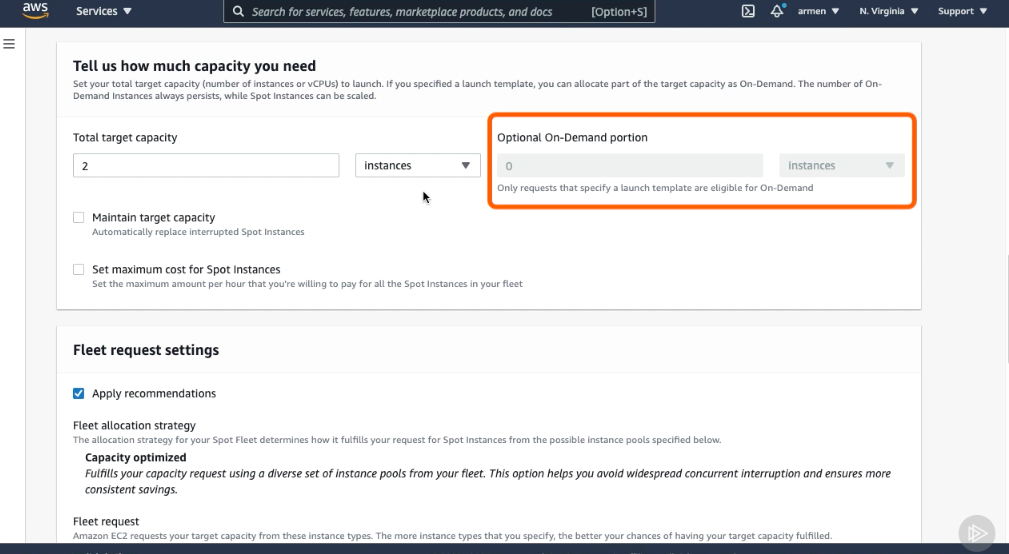 aws
Services
Search for services, features, marketplace products, and docs
[Option+S]
armen
N. Virginia
Support
Tell us how much capacity you need
Set your total target capacity (number of instances or vCPUs) to launch. If you specified a launch template, you can allocate part of the target capacity as On-Demand. The number of On-
Demand Instances always persists, while Spot Instances can be scaled.
Total target capacity
2
instances
Optional On-Demand portion
0
instances
Only requests that specify a launch template are eligible for On-Demand
Maintain target capacity
Automatically replace interrupted Spot Instances
Set maximum cost for Spot Instances
Set the maximum amount per hour that you're willing to pay for all the Spot Instances in your fleet
Fleet request settings
Apply recommendations
Fleet allocation strategy
The allocation strategy for your Spot Fleet determines how it fulfills your request for Spot Instances from the possible instance pools specified below.
Capacity optimized
Fulfills your capacity request using a diverse set of instance pools from your fleet. This option helps you avoid widespread concurrent interruption and ensures more
consistent savings.
Fleet request
Amazon EC2 requests your target capacity from these instance types. The more instance types that you specify, the better your chances of having your target capacity fulfilled.